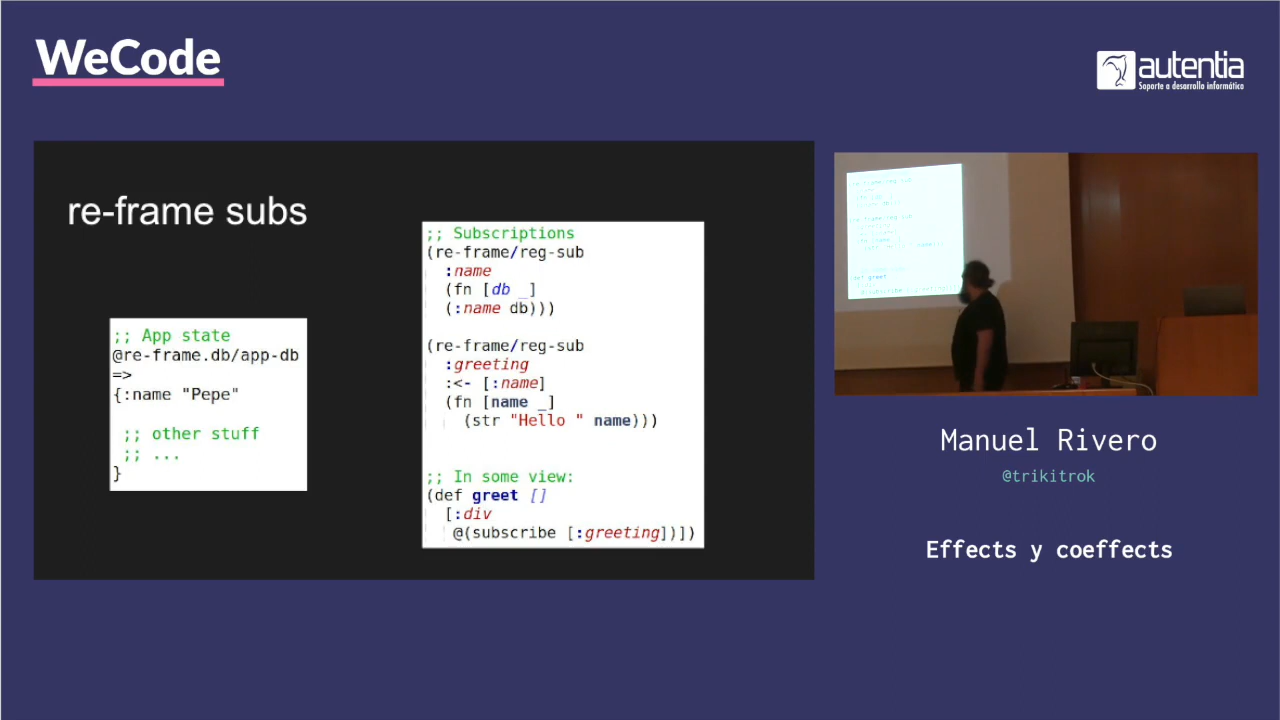 WeCode
autentia
Soporte a desarrollo informático
re-frame subs
;; App state
@re-frame.db/app-db
=>
{:name "Pepe"
;; other stuff
;; ...
}
;; Subscriptions
(re-frame/reg-sub
:name
(fn [db _]
(:name db)))
(re-frame/reg-sub
:greeting
:<- [:name]
(fn [name _]
(str "Hello " name)))
;; In some view:
(def greet []
[:div
@(subscribe [:greeting])])
Manuel Rivero
@trikitrok
Effects y coeffects